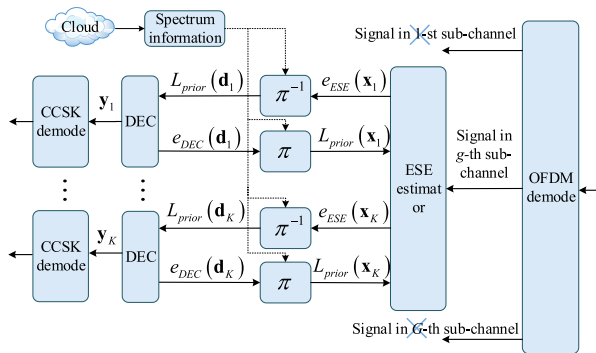 Cloud
Spectrum
information
Signal in 1-st sub-channel
L_prior(d_1)
π^{-1}
e_ESE(x_1)
y_1
CCSK
demode
DEC
e_DEC(d_1)
π
L_prior(x_1)
Signal in
g-th sub-
channel
ESE
estimat
or
OFDM
demode
...
...
L_prior(d_K)
π^{-1}
e_ESE(x_K)
y_K
CCSK
demode
DEC
e_DEC(d_K)
π
L_prior(x_K)
Signal in G-th sub-channel